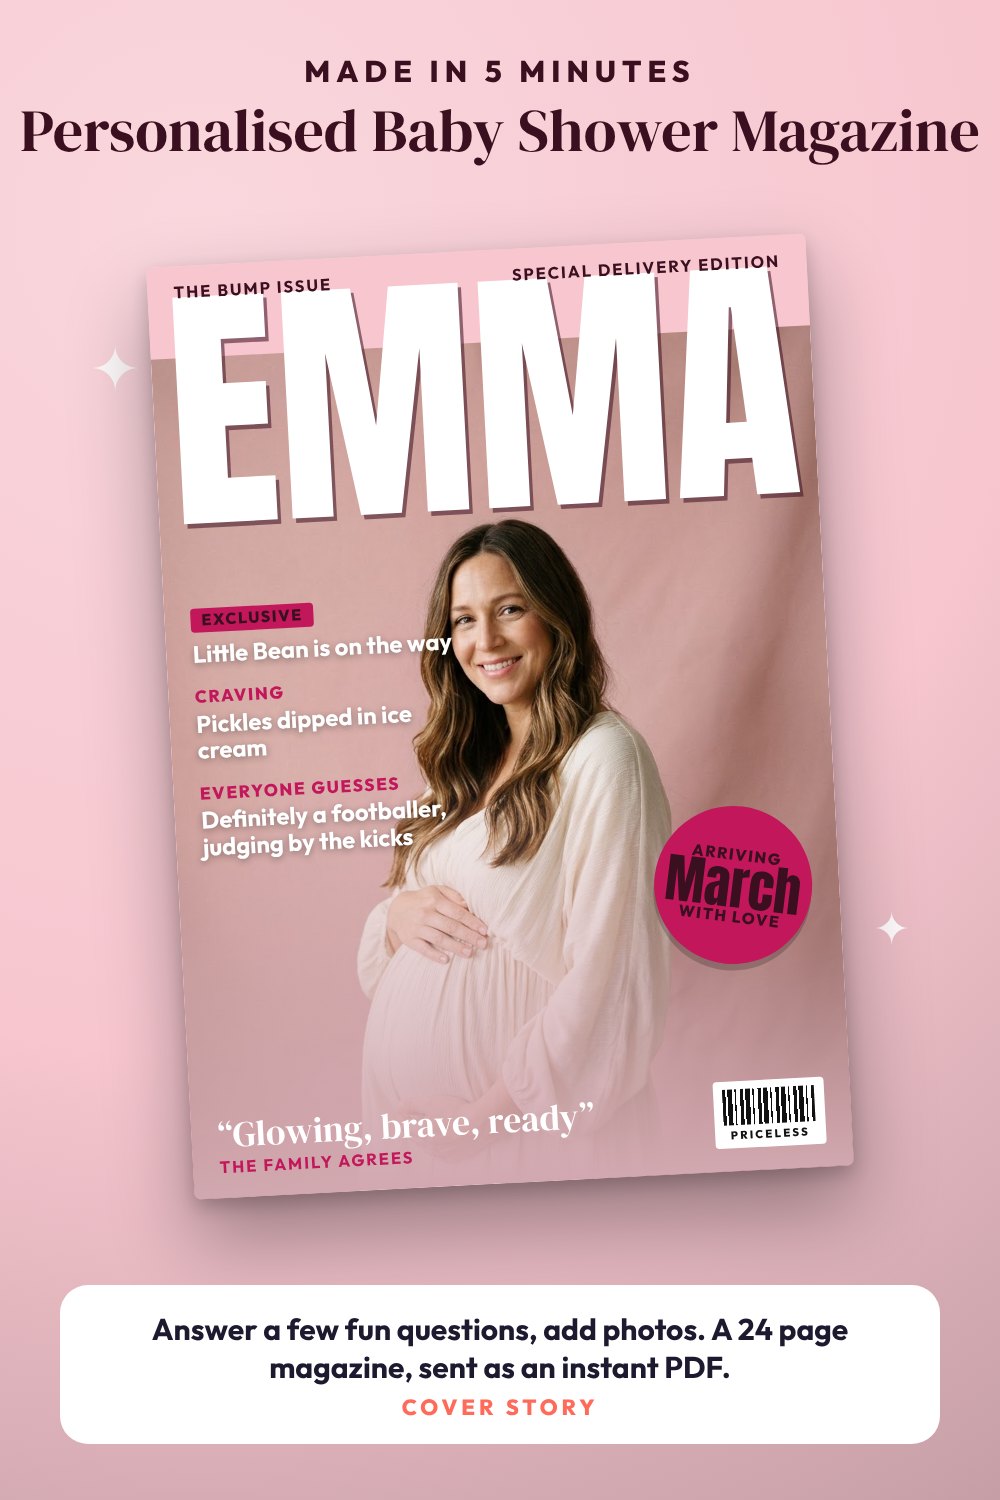 MADE IN 5 MINUTES
Personalised Baby Shower Magazine
THE BUMP ISSUE
SPECIAL DELIVERY EDITION
EMMA
EXCLUSIVE
Little Bean is on the way
CRAVING
Pickles dipped in ice
cream
EVERYONE GUESSES
Definitely a footballer,
judging by the kicks
ARRIVING
March
WITH LOVE
“Glowing, brave, ready”
THE FAMILY AGREES
PRICELESS
Answer a few fun questions, add photos. A 24 page
magazine, sent as an instant PDF.
COVER STORY